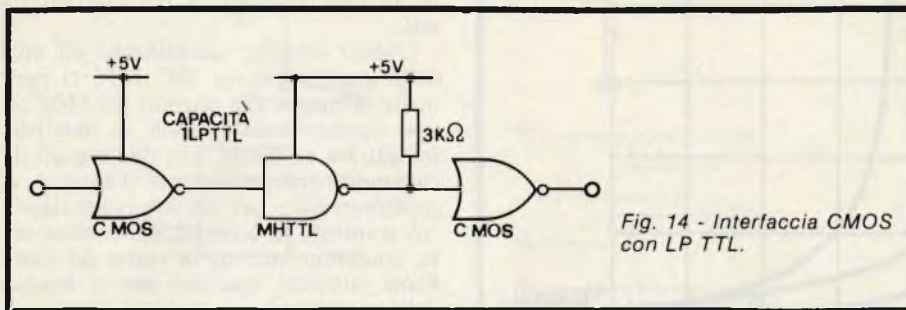 +5V
+5V
CAPACITÀ
1LPTTL
3KΩ
C MOS
MHTTL
C MOS
Fig. 14 - Interfaccia CMOS
con LP TTL.